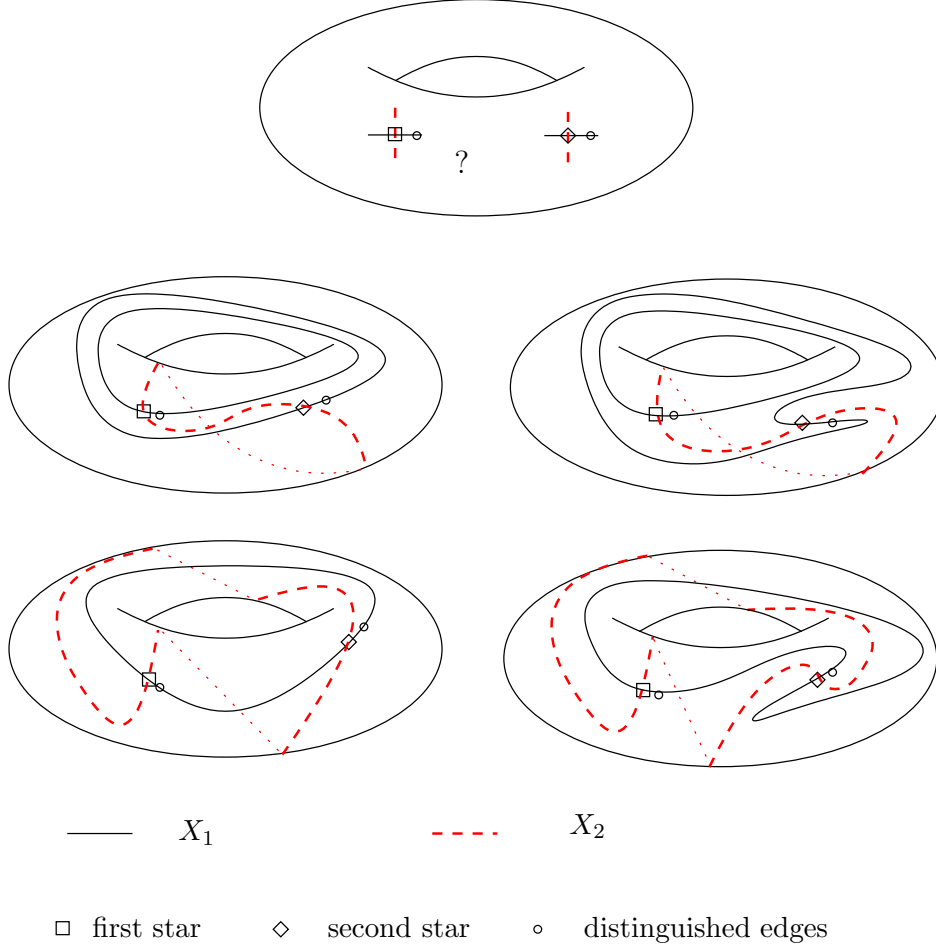 ?
X₁ X₂
first star second star distinguished edges